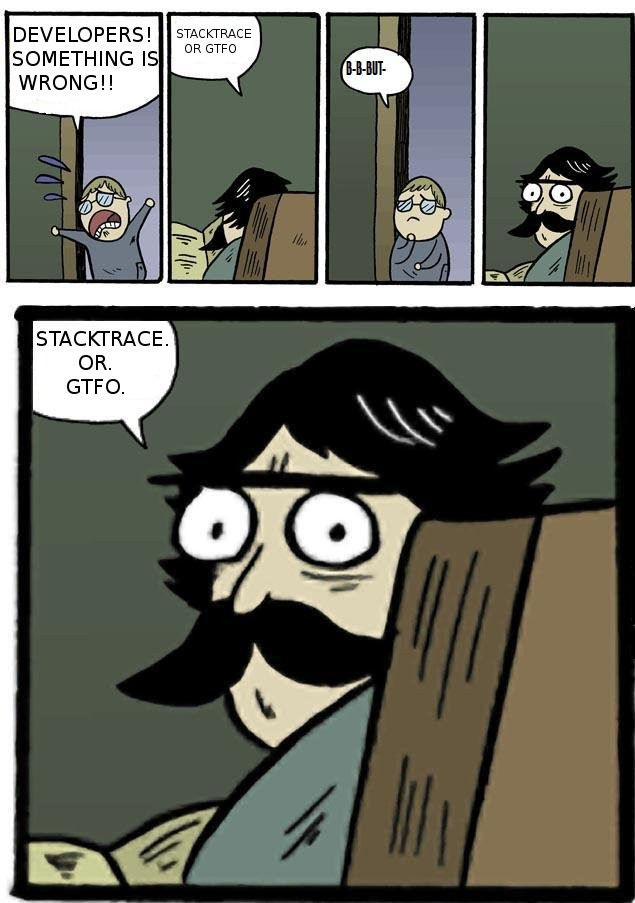 DEVELOPERS!
SOMETHING IS
WRONG!!
STACKTRACE
OR GTFO
B-B-BUT-
STACKTRACE.
OR.
GTFO.